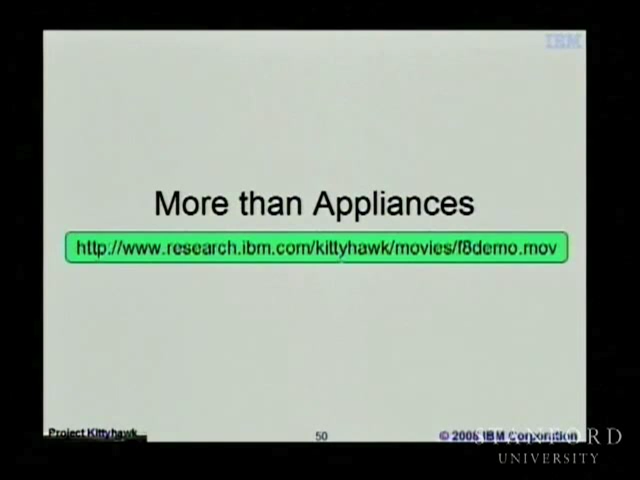 IBM
More than Appliances
http://www.research.ibm.com/kittyhawk/movies/f8demo.mov
Project Kittyhawk
50
© 2008 IBM Corporation
STANFORD
UNIVERSITY